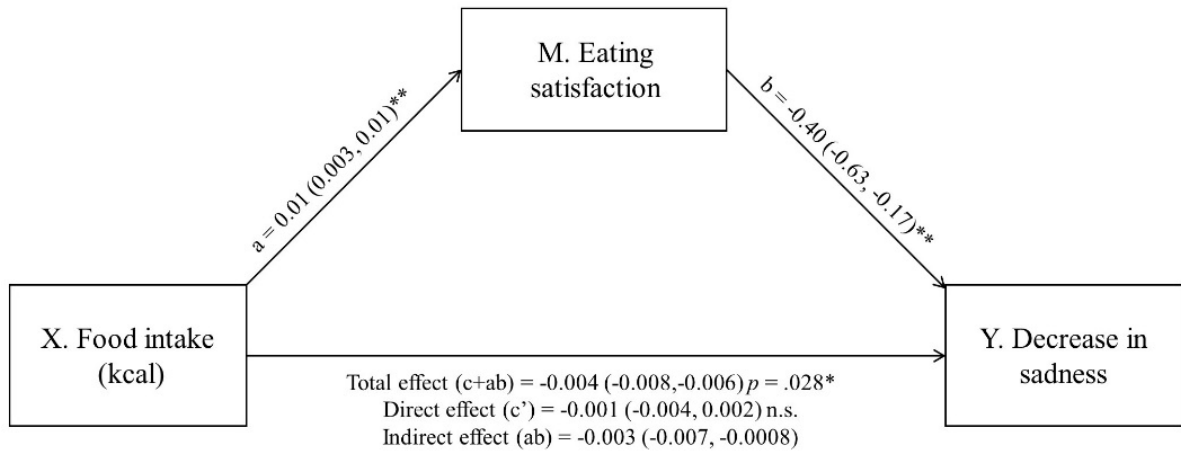 M. Eating
satisfaction
a = 0.01 (0.003, 0.01)**
b = -0.40 (-0.63, -0.17)**
X. Food intake
(kcal)
Y. Decrease in
sadness
Total effect (c+ab) = -0.004 (-0.008,-0.006) p = .028*
Direct effect (c’) = -0.001 (-0.004, 0.002) n.s.
Indirect effect (ab) = -0.003 (-0.007, -0.0008)